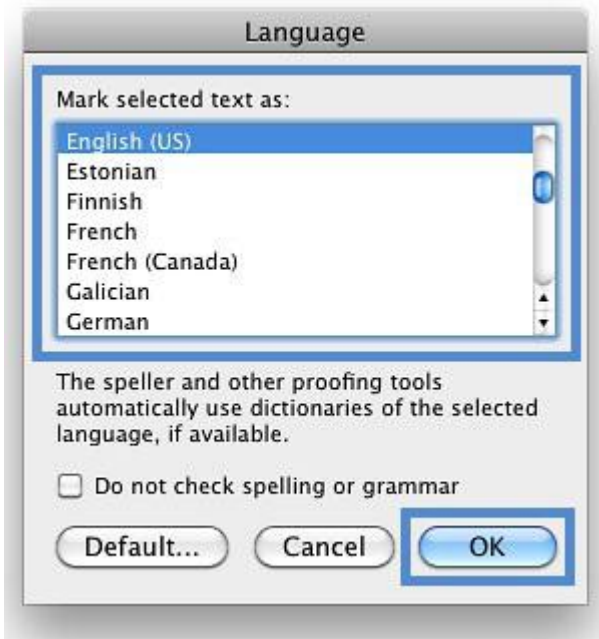 Language
Mark selected text as:
English (US)
Estonian
Finnish
French
French (Canada)
Galician
German
The speller and other proofing tools
automatically use dictionaries of the selected
language, if available.
Do not check spelling or grammar
Default... Cancel OK